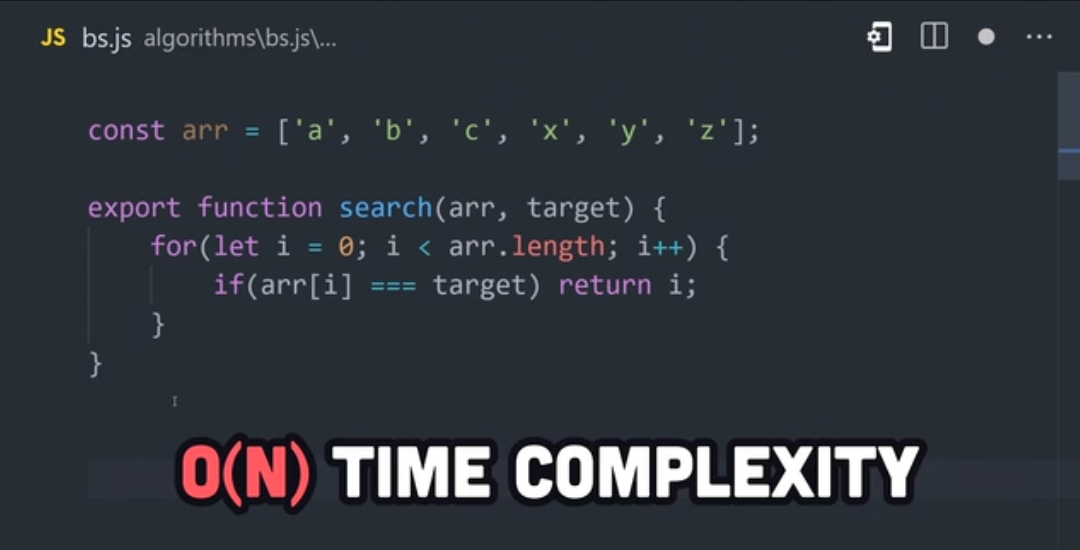 JS bs.js algorithms\bs.js\...
const arr = ['a', 'b', 'c', 'x', 'y', 'z'];
export function search(arr, target) {
for(let i = 0; i < arr.length; i++) {
if(arr[i] === target) return i;
}
}
O(N) TIME COMPLEXITY